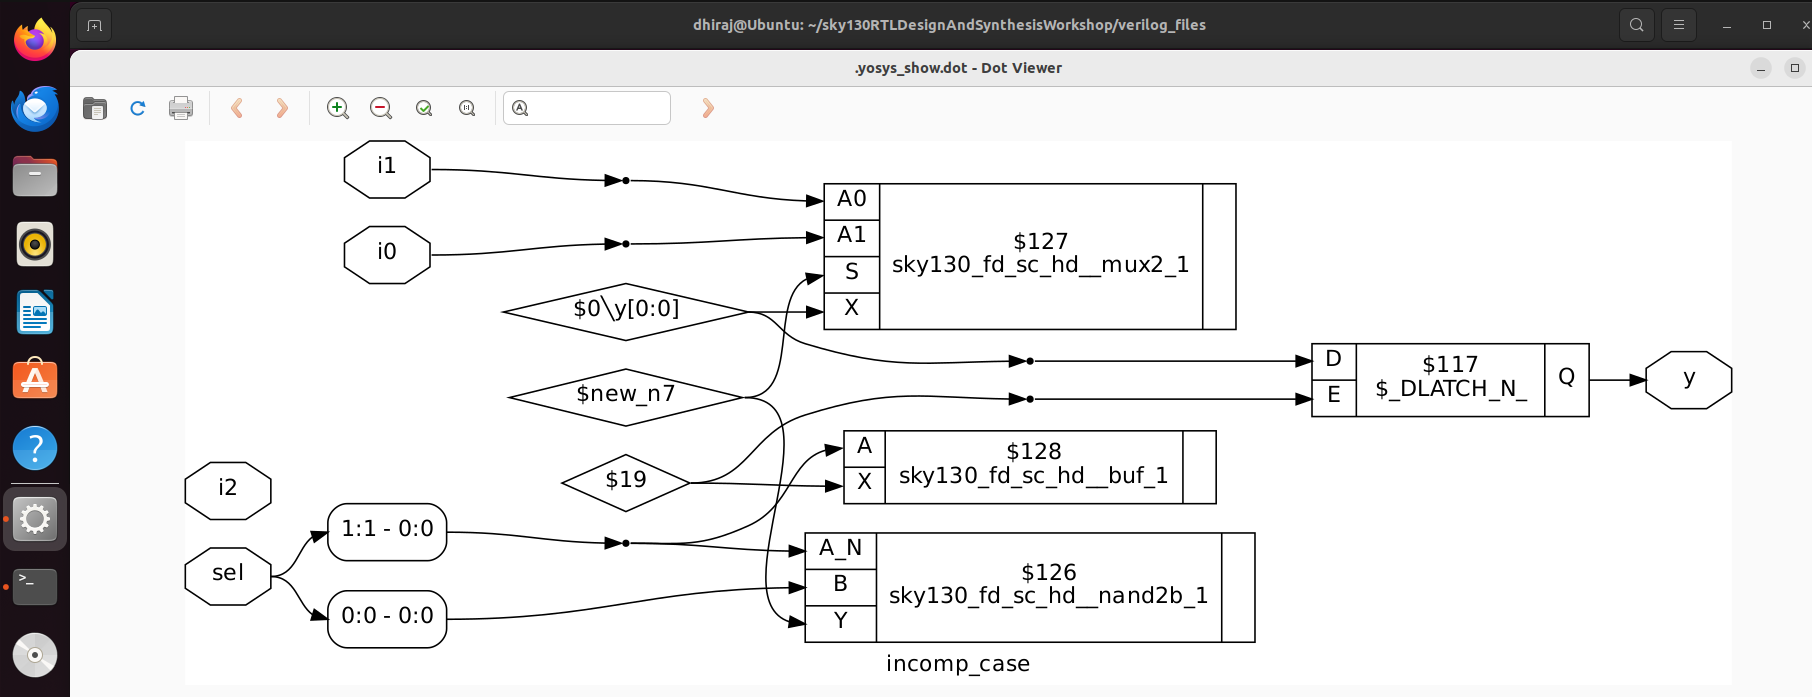 dhiraj@Ubuntu: ~/sky130RTLDesignAndSynthesisWorkshop/verilog_files
.yosys_show.dot - Dot Viewer
i1
i0
$0\y[0:0]
$new_n7
$19
i2
sel
1:1 - 0:0
0:0 - 0:0
A0
A1
S
X
$127
sky130_fd_sc_hd__mux2_1
A
X
$128
sky130_fd_sc_hd__buf_1
A_N
B
Y
$126
sky130_fd_sc_hd__nand2b_1
D
E
$117
$_DLATCH_N_
Q
y
incomp_case